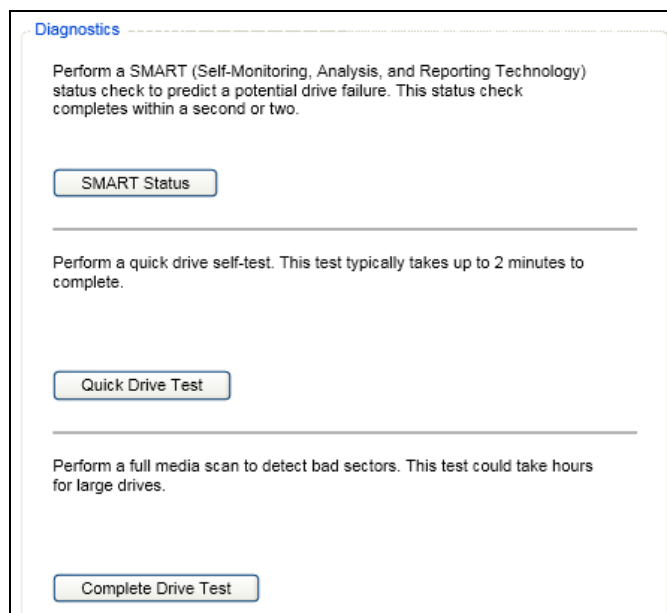 Diagnostics
Perform a SMART (Self-Monitoring, Analysis, and Reporting Technology)
status check to predict a potential drive failure. This status check
completes within a second or two.
SMART Status
Perform a quick drive self-test. This test typically takes up to 2 minutes to
complete.
Quick Drive Test
Perform a full media scan to detect bad sectors. This test could take hours
for large drives.
Complete Drive Test